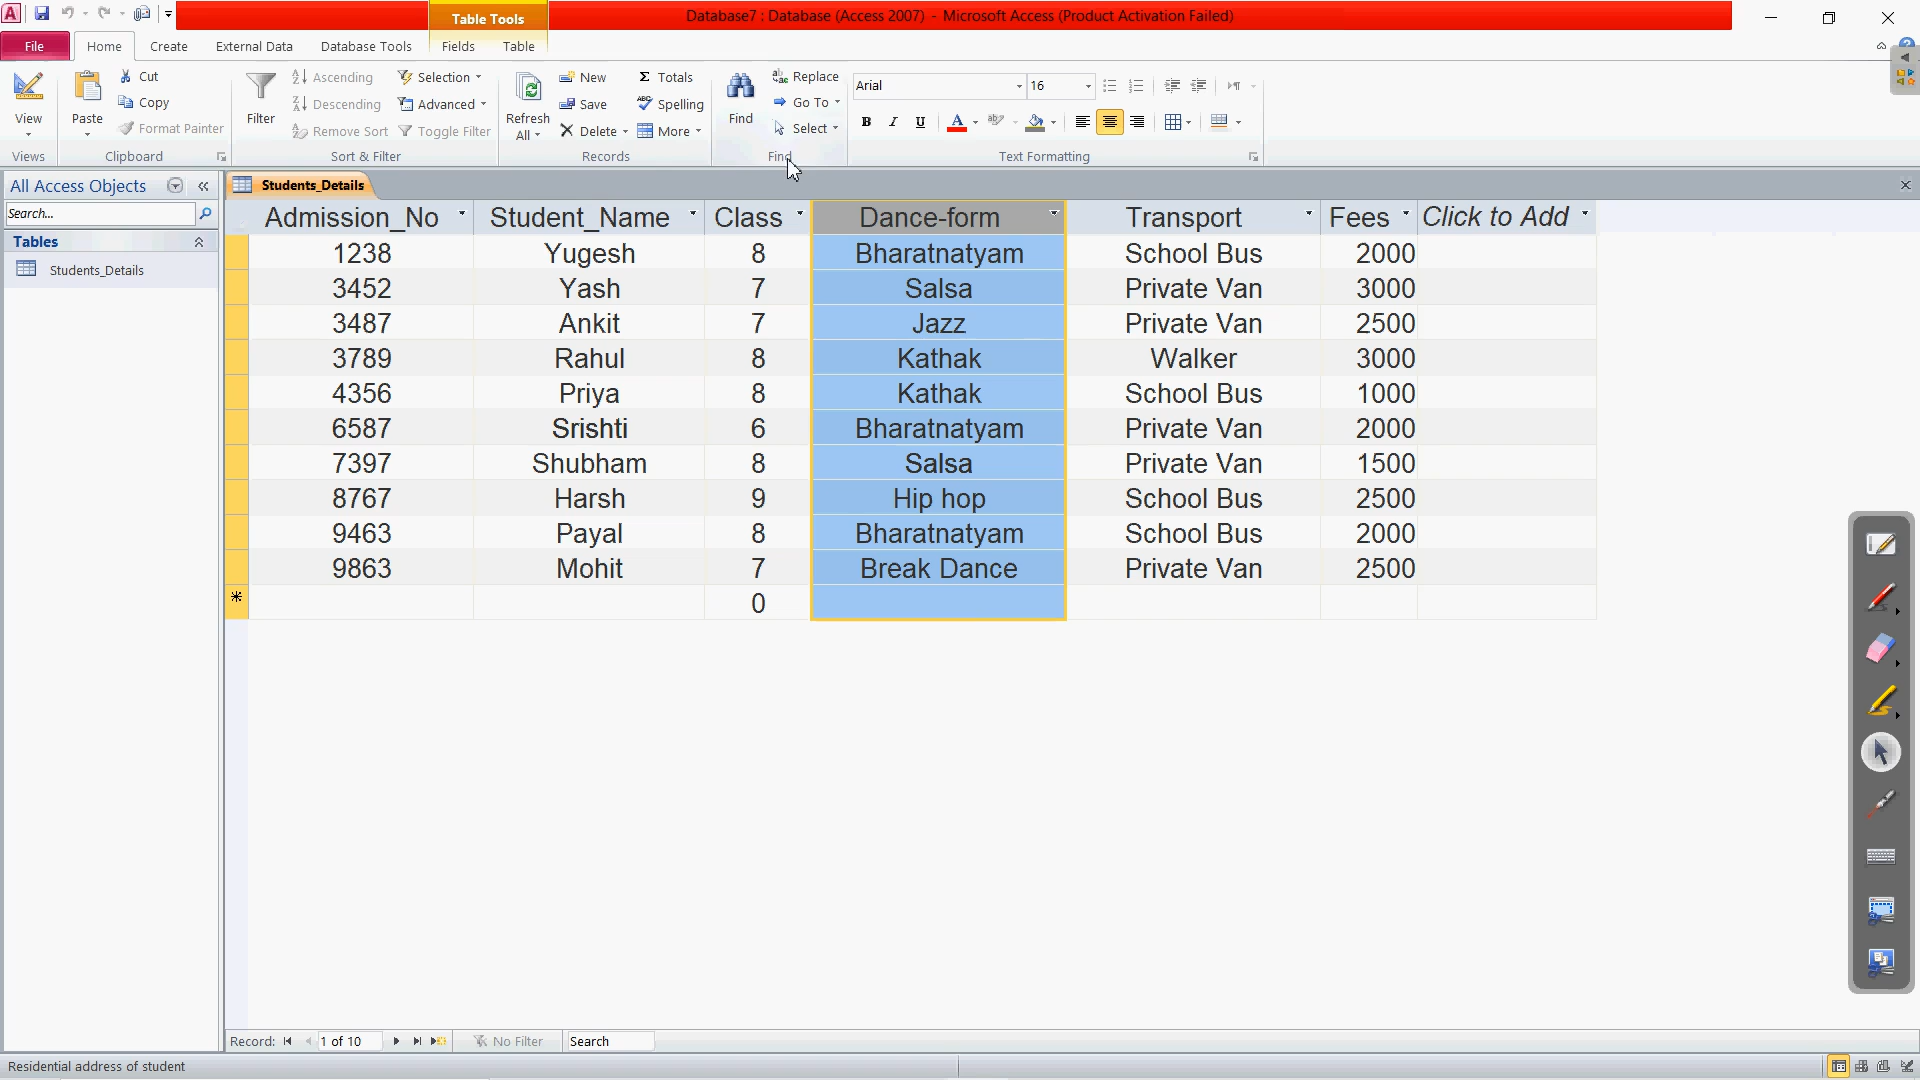 Table Tools
Database7 : Database (Access 2007) - Microsoft Access (Product Activation Failed)
File Home Create External Data Database Tools Fields Table
View
Views
Paste
Cut
Copy
Format Painter
Clipboard
Filter
Ascending
Descending
Remove Sort
Selection
Advanced
Toggle Filter
Sort & Filter
Refresh
All
New
Save
Delete
Totals
Spelling
More
Records
Find
Replace
Go To
Select
Find
Arial 16
B I U A
Text Formatting
All Access Objects
Search...
Tables
Students_Details
Students_Details
Admission_No Student_Name Class Dance-form Transport Fees Click to Add
1238 Yugesh 8 Bharatnatyam School Bus 2000
3452 Yash 7 Salsa Private Van 3000
3487 Ankit 7 Jazz Private Van 2500
3789 Rahul 8 Kathak Walker 3000
4356 Priya 8 Kathak School Bus 1000
6587 Srishti 6 Bharatnatyam Private Van 2000
7397 Shubham 8 Salsa Private Van 1500
8767 Harsh 9 Hip hop School Bus 2500
9463 Payal 8 Bharatnatyam School Bus 2000
9863 Mohit 7 Break Dance Private Van 2500
* 0
Record: 1 of 10 No Filter Search
Residential address of student